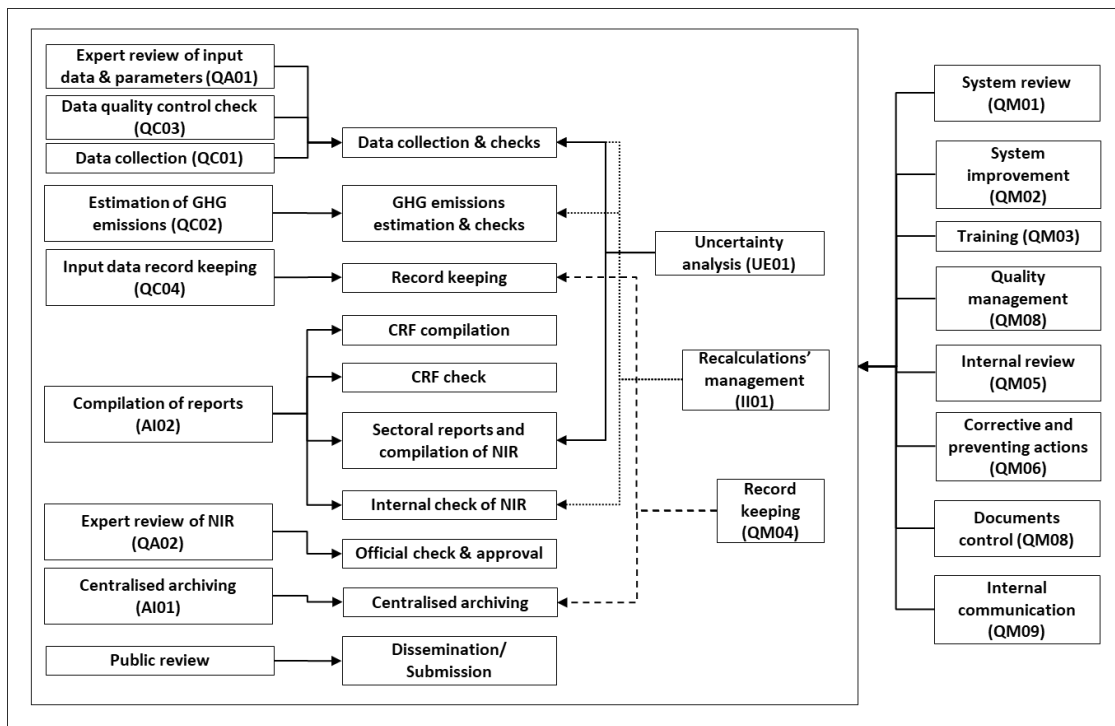 Expert review of input
data & parameters (QA01)
Data quality control check
(QC03)
Data collection (QC01)
Estimation of GHG
emissions (QC02)
Input data record keeping
(QC04)
Compilation of reports
(AI02)
Expert review of NIR
(QA02)
Centralised archiving
(AI01)
Public review
Data collection & checks
GHG emissions
estimation & checks
Record keeping
CRF compilation
CRF check
Sectoral reports and
compilation of NIR
Internal check of NIR
Official check & approval
Centralised archiving
Dissemination/
Submission
Uncertainty
analysis (UE01)
Recalculations’
management
(II01)
Record
keeping
(QM04)
System review
(QM01)
System
improvement
(QM02)
Training (QM03)
Quality
management
(QM08)
Internal review
(QM05)
Corrective and
preventing actions
(QM06)
Documents
control (QM08)
Internal
communication
(QM09)